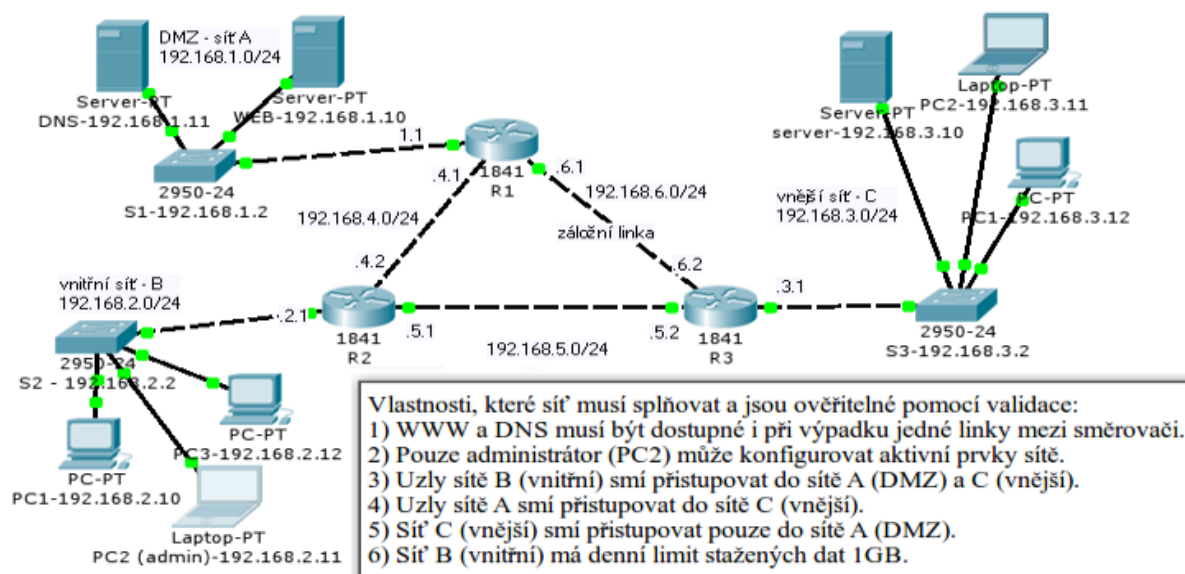 DMZ - síť A
192.168.1.0/24
Server-PT
DNS-192.168.1.11
Server-PT
WEB-192.168.1.10
2950-24
S1-192.168.1.2
1.1
1841
R1
.4.1
.6.1
192.168.4.0/24
192.168.6.0/24
záložní linka
.4.2
.6.2
vnitřní síť - B
192.168.2.0/24
.2.1
1841
R2
.5.1
192.168.5.0/24
.5.2
1841
R3
.3.1
vnější síť - C
192.168.3.0/24
Server-PT
server-192.168.3.10
Laptop-PT
PC2-192.168.3.11
PC-PT
PC1-192.168.3.12
2950-24
S3-192.168.3.2
2950-24
S2 - 192.168.2.2
PC-PT
PC3-192.168.2.12
PC-PT
PC1-192.168.2.10
Laptop-PT
PC2 (admin)-192.168.2.11
Vlastnosti, které síť musí splňovat a jsou ověřitelné pomocí validace:
1) WWW a DNS musí být dostupné i při výpadku jedné linky mezi směrovači.
2) Pouze administrátor (PC2) může konfigurovat aktivní prvky sítě.
3) Uzly sítě B (vnitřní) smí přistupovat do sítě A (DMZ) a C (vnější).
4) Uzly sítě A smí přistupovat do sítě C (vnější).
5) Síť C (vnější) smí přistupovat pouze do sítě A (DMZ).
6) Síť B (vnitřní) má denní limit stažených dat 1GB.